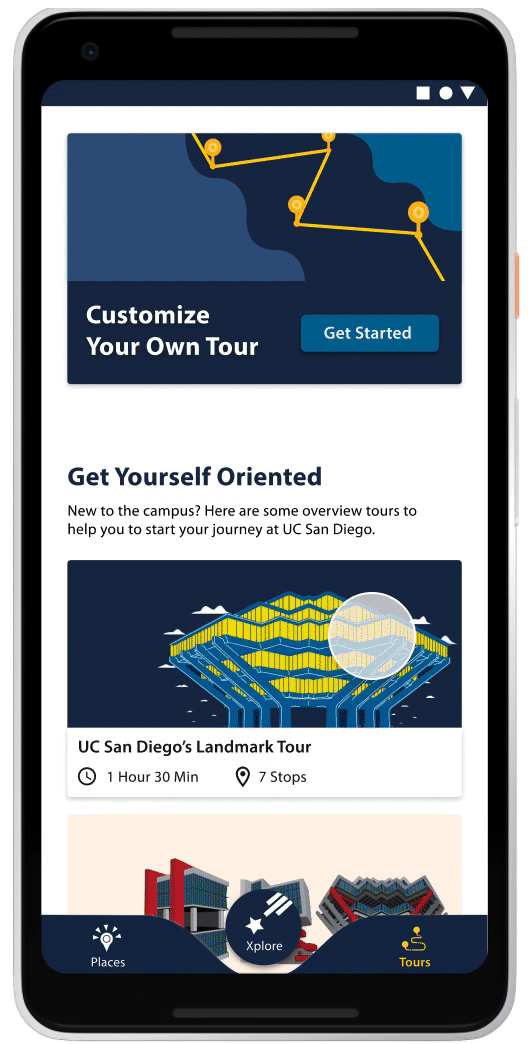 Customize
Your Own Tour
Get Started
Get Yourself Oriented
New to the campus? Here are some overview tours to
help you to start your journey at UC San Diego.
UC San Diego’s Landmark Tour
1 Hour 30 Min
7 Stops
Places
Xplore
Tours